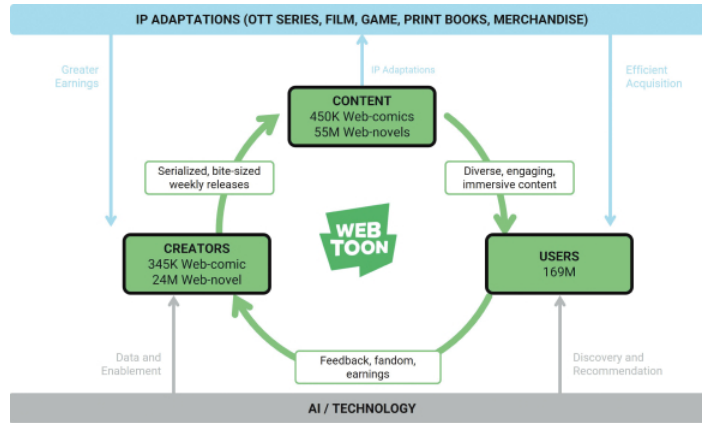 IP ADAPTATIONS (OTT SERIES, FILM, GAME, PRINT BOOKS, MERCHANDISE)
Greater
Earnings
IP Adaptations
Efficient
Acquisition
CONTENT
450K Web-comics
55M Web-novels
Serialized, bite-sized
weekly releases
Diverse, engaging,
immersive content
WEB
TOON
CREATORS
345K Web-comic
24M Web-novel
USERS
169M
Feedback, fandom,
earnings
Data and
Enablement
Discovery and
Recommendation
AI / TECHNOLOGY